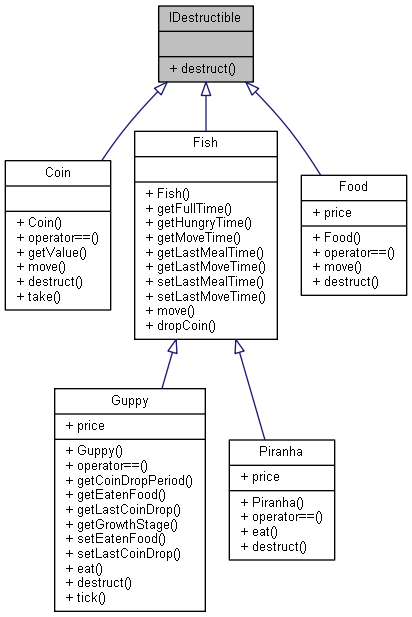 IDestructible
+ destruct()
Coin
+ Coin()
+ operator==()
+ getValue()
+ move()
+ destruct()
+ take()
Fish
+ Fish()
+ getFullTime()
+ getHungryTime()
+ getMoveTime()
+ getLastMealTime()
+ getLastMoveTime()
+ setLastMealTime()
+ setLastMoveTime()
+ move()
+ dropCoin()
Food
+ price
+ Food()
+ operator==()
+ move()
+ destruct()
Guppy
+ price
+ Guppy()
+ operator==()
+ getCoinDropPeriod()
+ getEatenFood()
+ getLastCoinDrop()
+ getGrowthStage()
+ setEatenFood()
+ setLastCoinDrop()
+ eat()
+ destruct()
+ tick()
Piranha
+ price
+ Piranha()
+ operator==()
+ eat()
+ destruct()